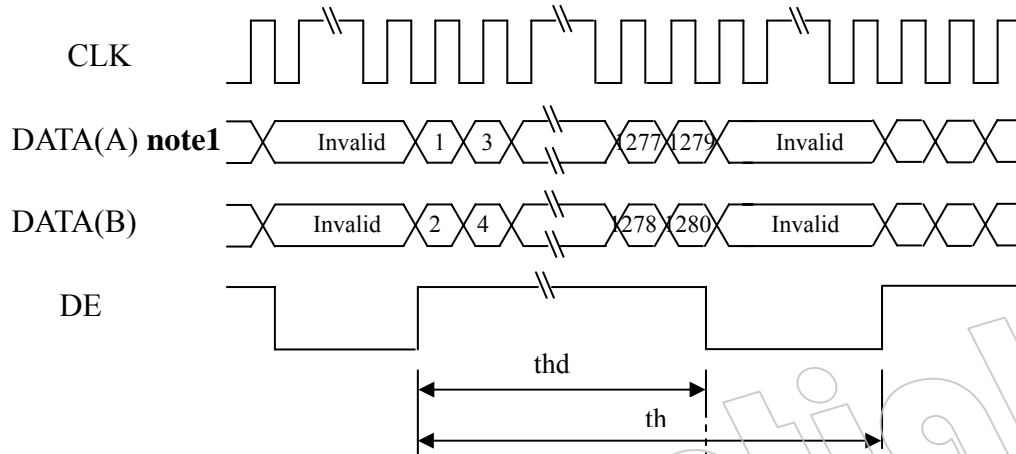 CLK
DATA(A) note1 Invalid 1 3 1277 1279 Invalid
DATA(B) Invalid 2 4 1278 1280 Invalid
DE
thd
th